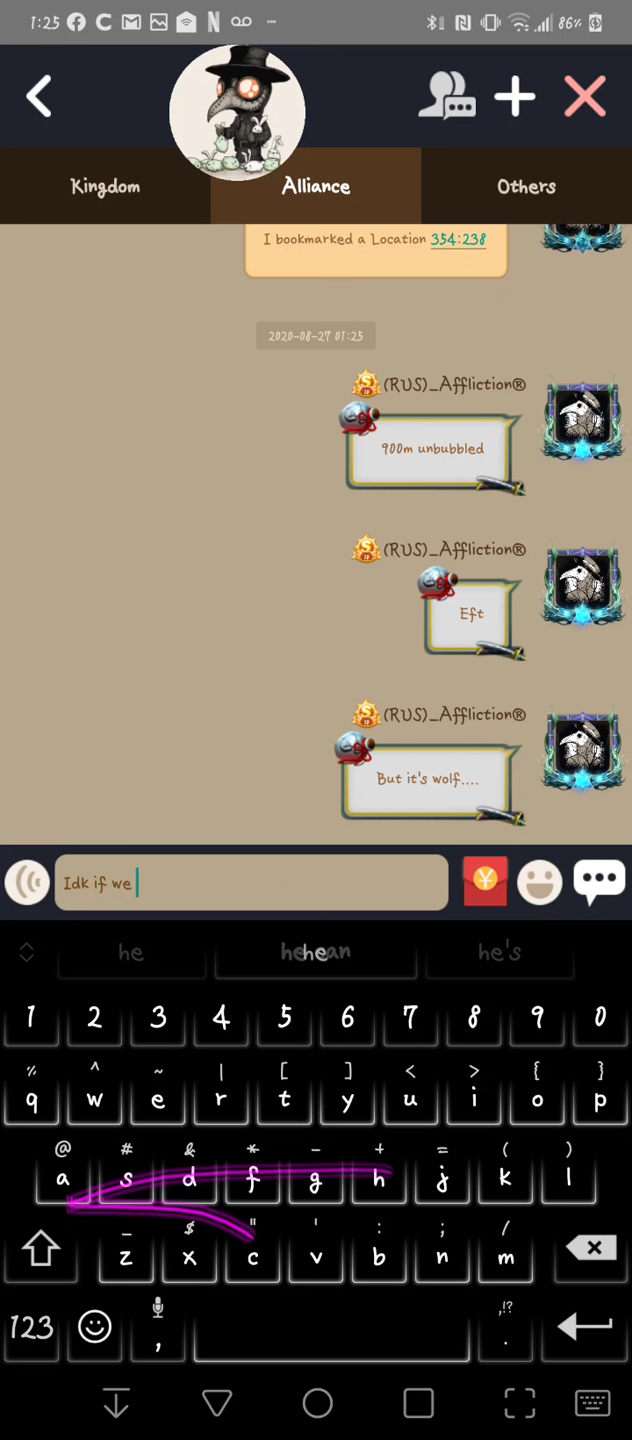 1:25 86%
Kingdom Alliance Others
I bookmarked a Location 354:238
2020-08-27 01:25
(RUS)_Affliction®
900m unbubbled
(RUS)_Affliction®
Eft
(RUS)_Affliction®
But it's wolf....
Idk if we
he he he's
1 2 3 4 5 6 7 8 9 0
% ^ ~ | [ ] < > { }
q w e r t y u i o p
@ # & * - + = ( )
a s d f g h j k l
_ $ " ' : ; /
z x c v b n m
123 , ,!? .